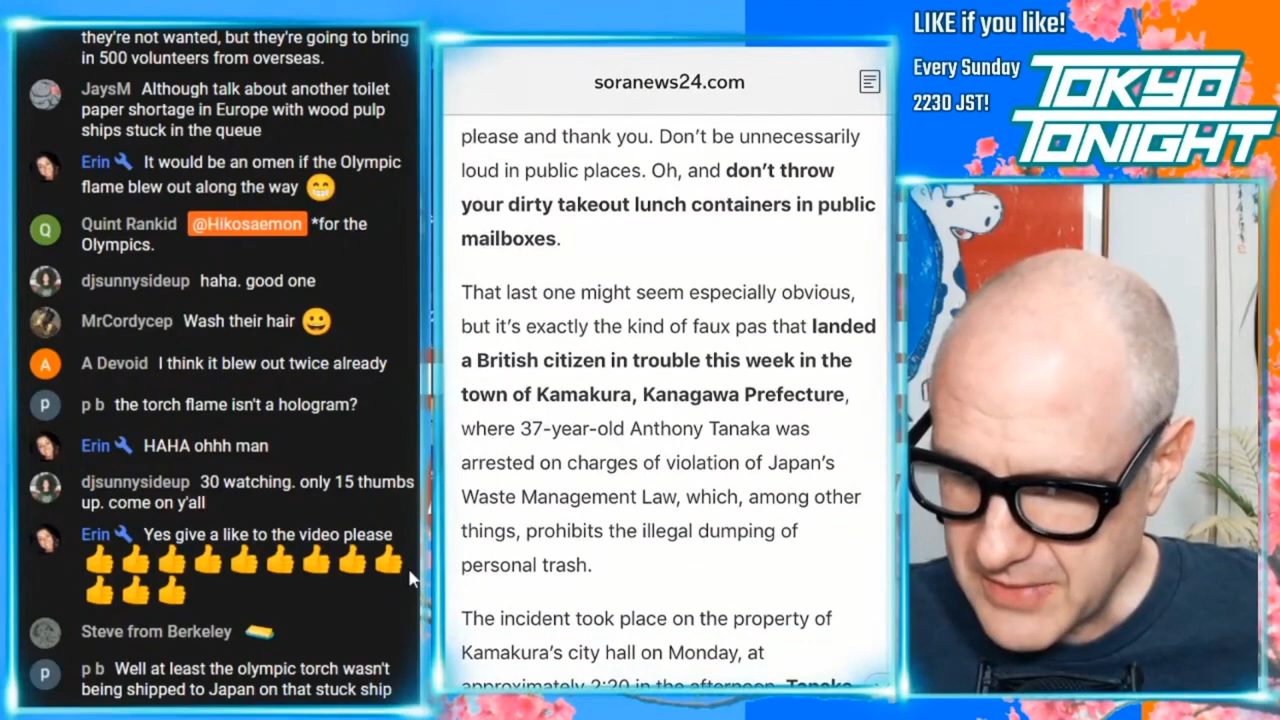 they're not wanted, but they're going to bring
in 500 volunteers from overseas.
JaysM Although talk about another toilet
paper shortage in Europe with wood pulp
ships stuck in the queue
Erin It would be an omen if the Olympic
flame blew out along the way
Q
Quint Rankid @Hikosaemon *for the
Olympics.
djsunnysideup haha. good one
MrCordycep Wash their hair
A
A Devoid I think it blew out twice already
p
p b the torch flame isn't a hologram?
Erin HAHA ohhh man
djsunnysideup 30 watching. only 15 thumbs
up. come on y'all
Erin Yes give a like to the video please
Steve from Berkeley
p
p b Well at least the olympic torch wasn't
being shipped to Japan on that stuck ship
soranews24.com
please and thank you. Don't be unnecessarily
loud in public places. Oh, and don't throw
your dirty takeout lunch containers in public
mailboxes.
That last one might seem especially obvious,
but it's exactly the kind of faux pas that landed
a British citizen in trouble this week in the
town of Kamakura, Kanagawa Prefecture,
where 37-year-old Anthony Tanaka was
arrested on charges of violation of Japan's
Waste Management Law, which, among other
things, prohibits the illegal dumping of
personal trash.
The incident took place on the property of
Kamakura's city hall on Monday, at
approximately 2:20 in the afternoon. Tanaka
LIKE if you like!
Every Sunday
2230 JST!
TOKYO
TONIGHT